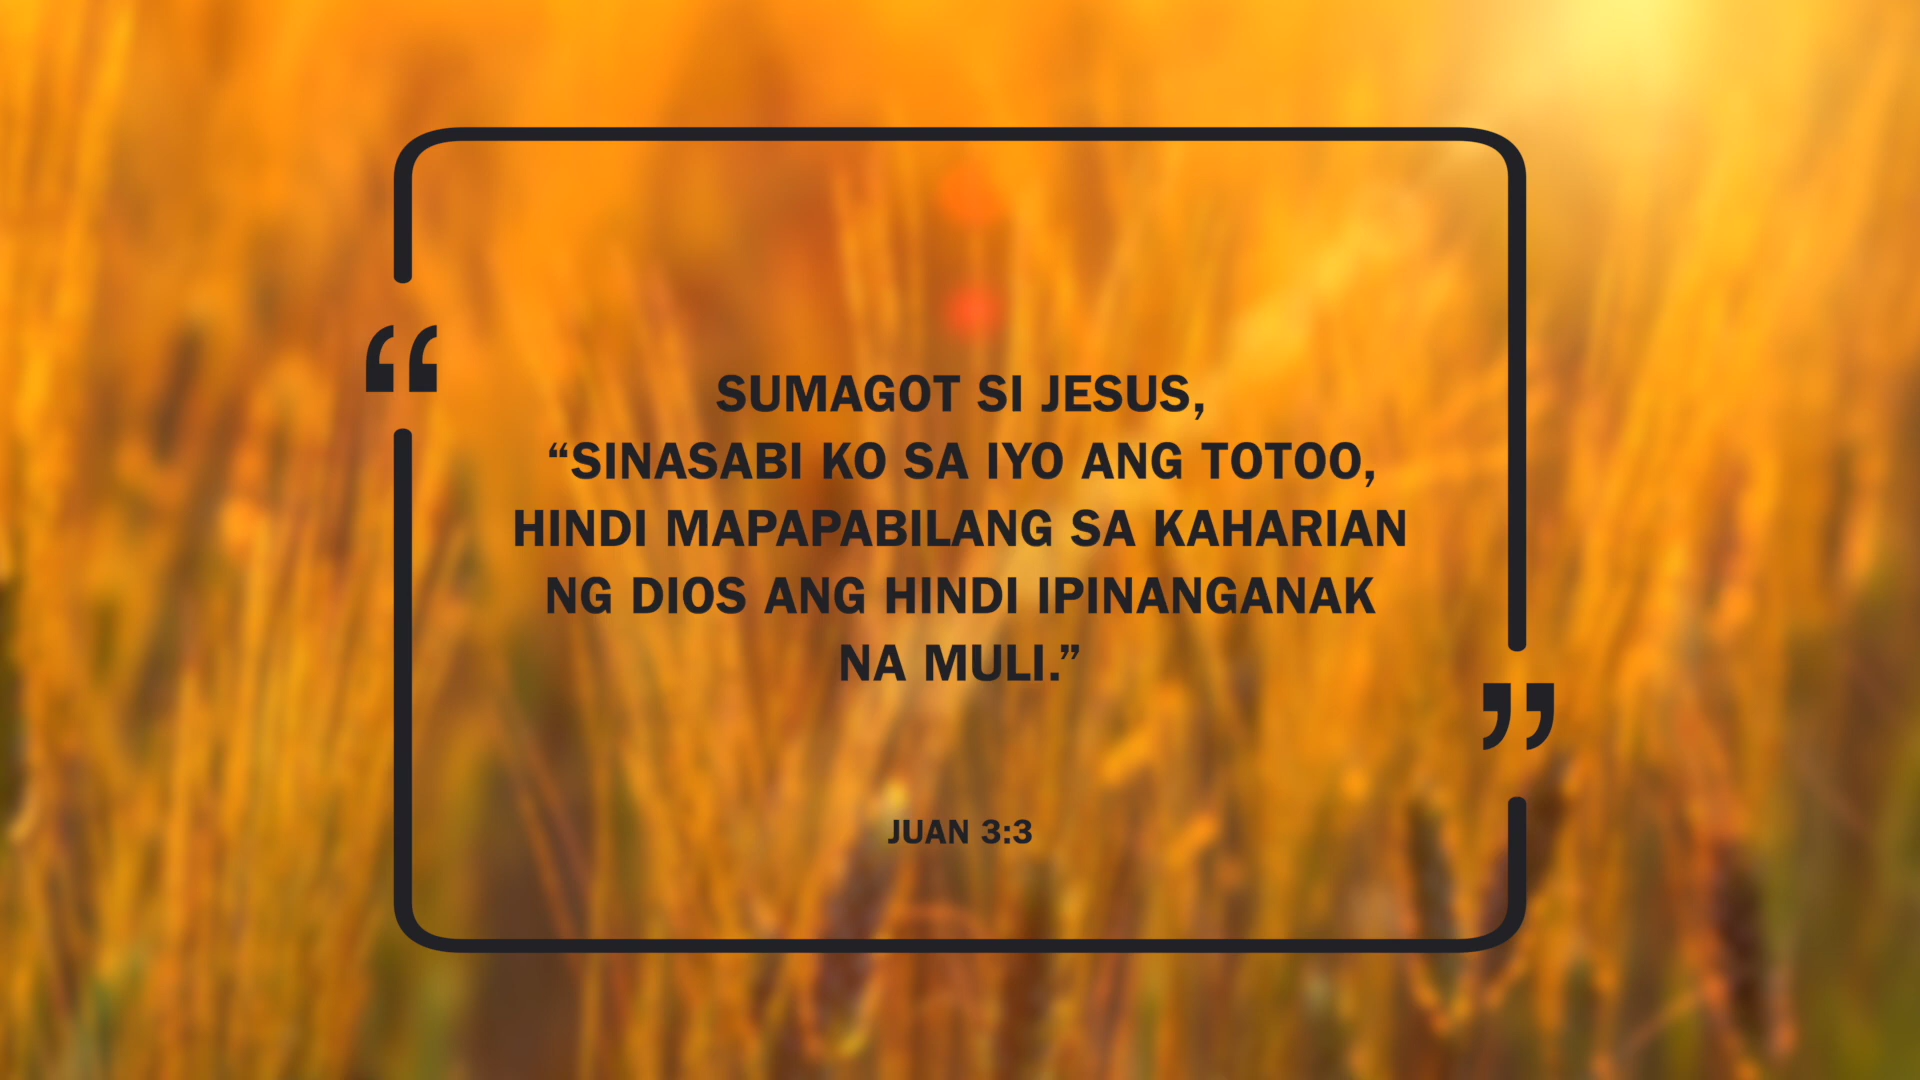 SUMAGOT SI JESUS,
“SINASABI KO SA IYO ANG TOTOO,
HINDI MAPAPABILANG SA KAHARIAN
NG DIOS ANG HINDI IPINANGANAK
NA MULI.”
JUAN 3:3